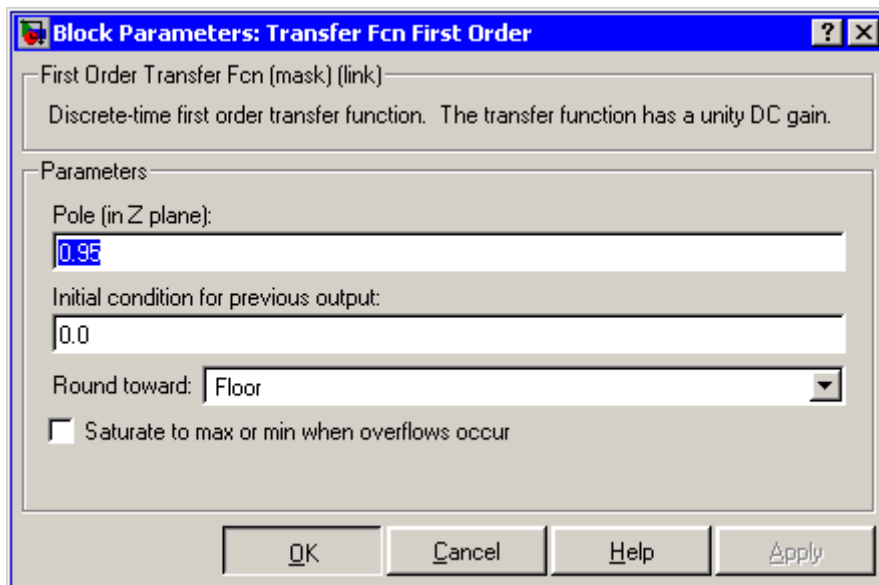 Block Parameters: Transfer Fcn First Order
First Order Transfer Fcn (mask) (link)
Discrete-time first order transfer function.  The transfer function has a unity DC gain.
Parameters
Pole (in Z plane):
0.95
Initial condition for previous output:
0.0
Round toward: Floor
Saturate to max or min when overflows occur
OK Cancel Help Apply